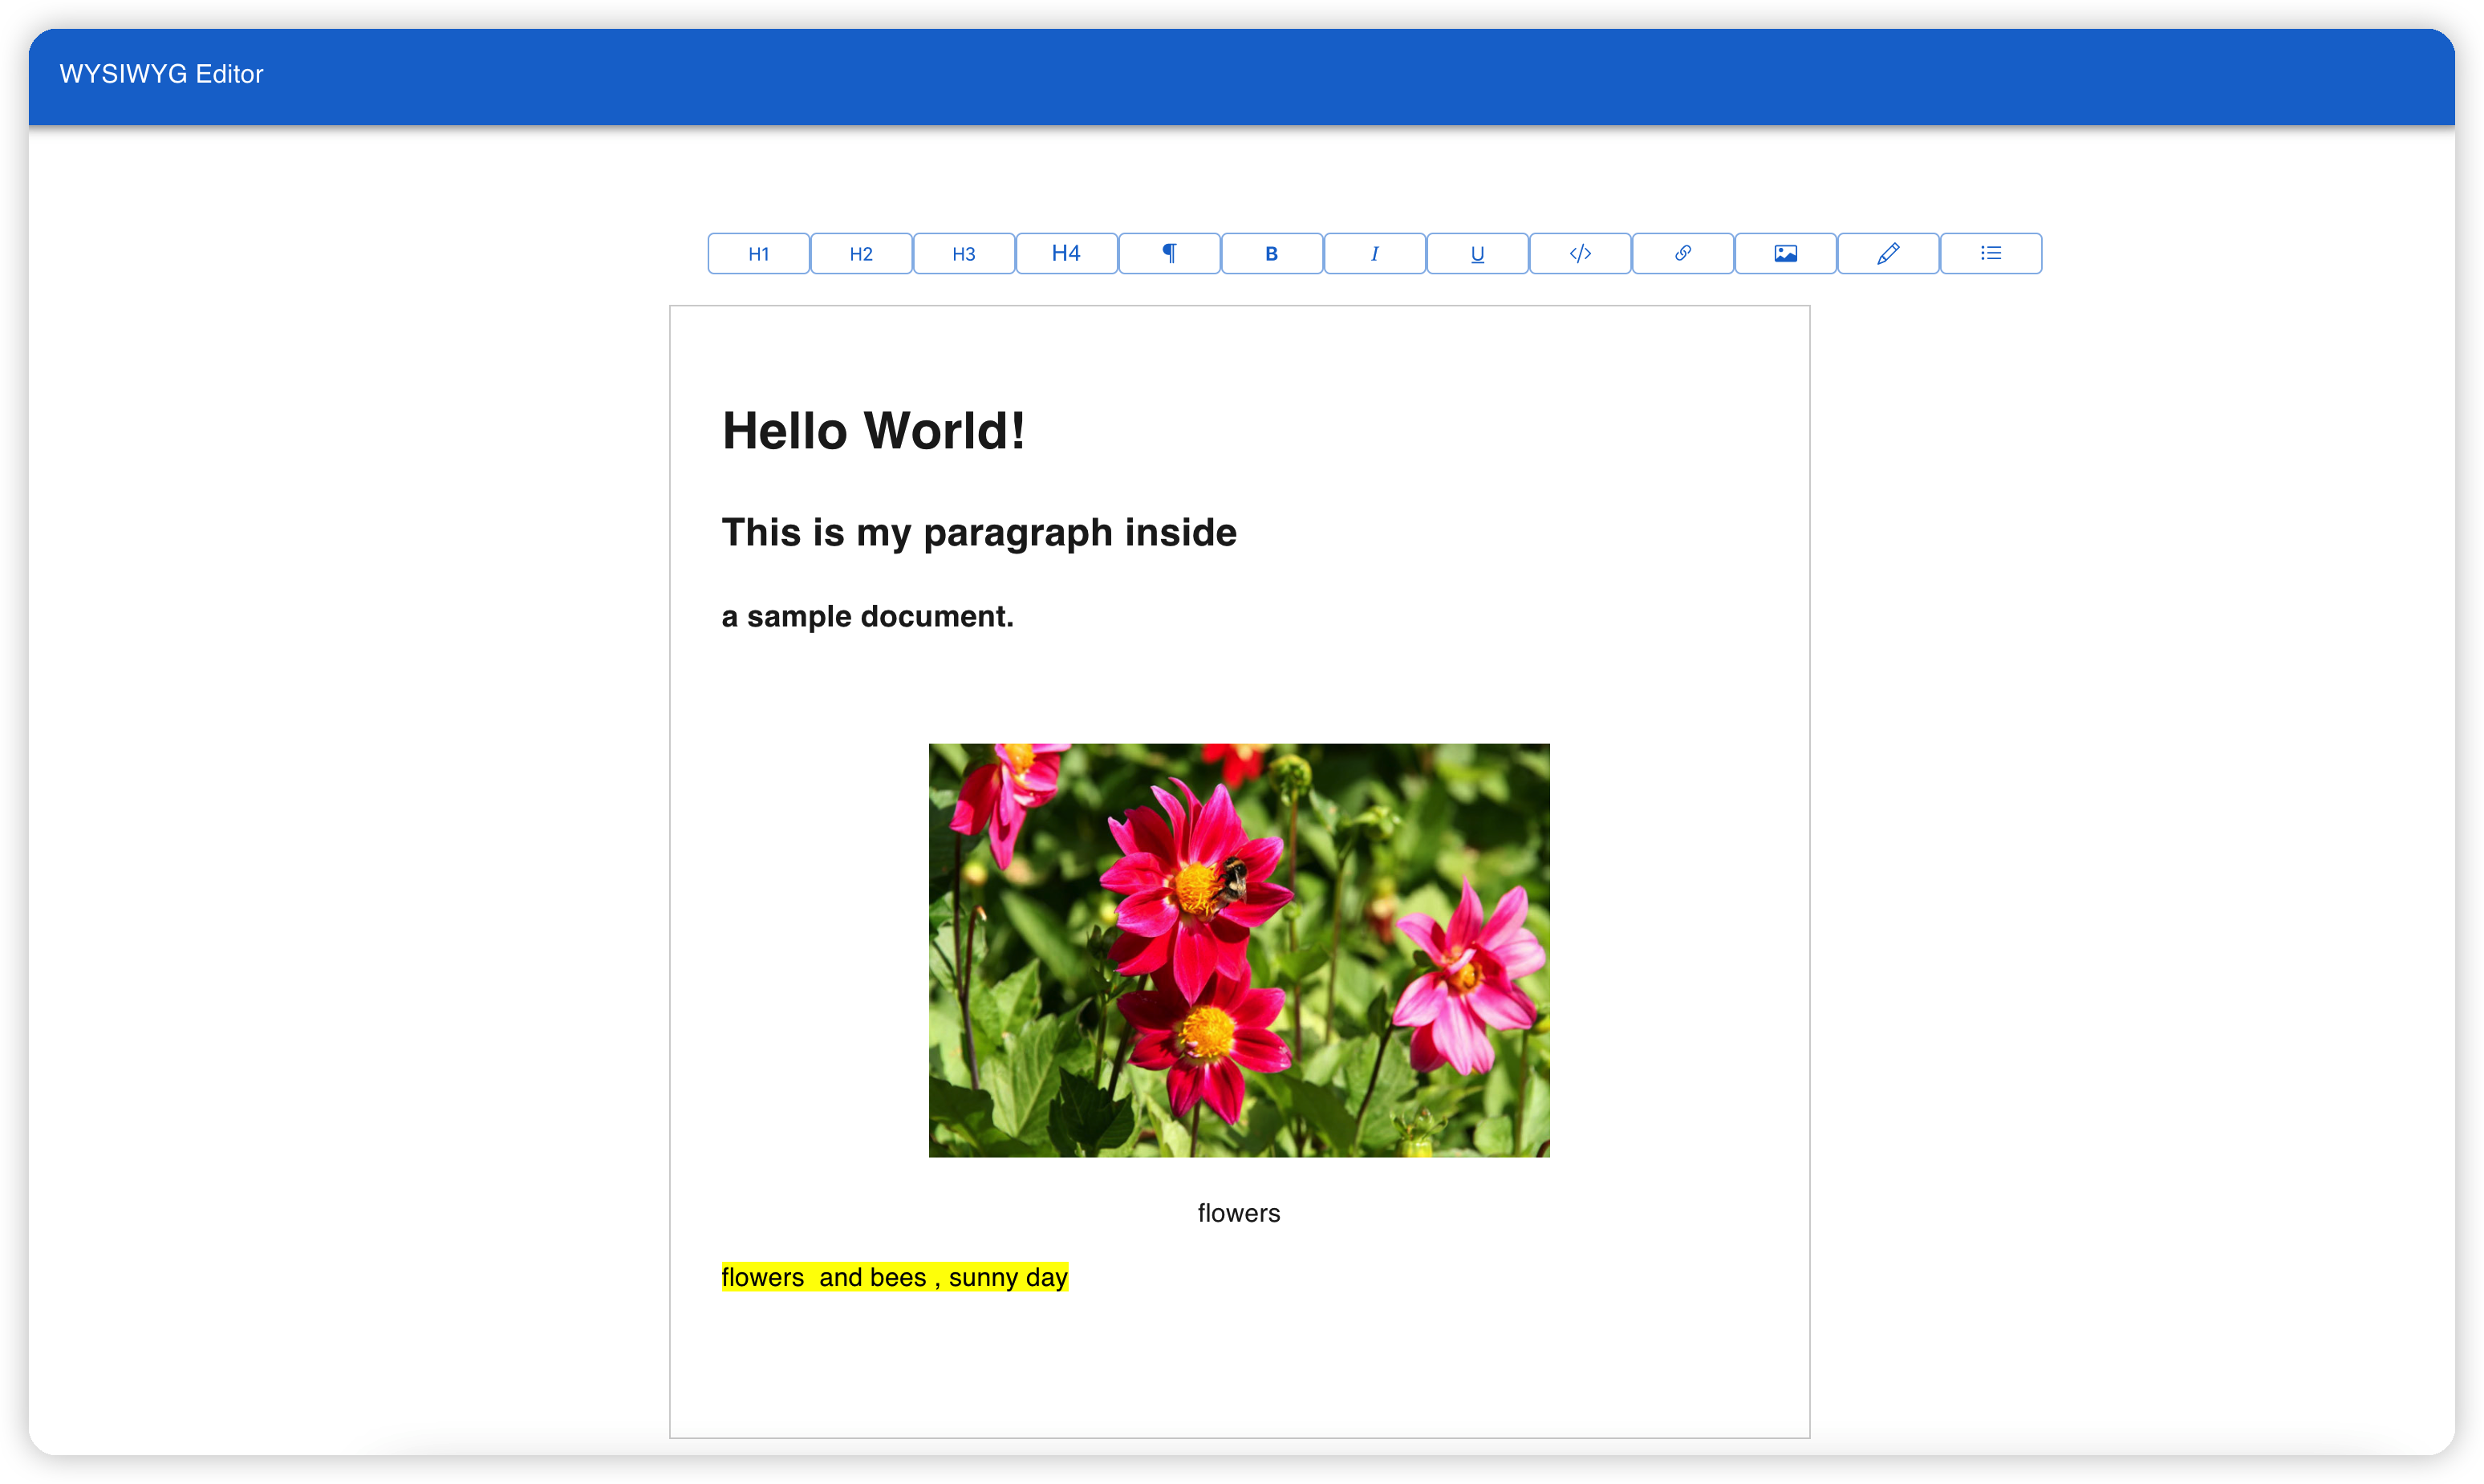 WYSIWYG Editor
H1 H2 H3 H4 ¶ B I U </>
Hello World!
This is my paragraph inside
a sample document.
flowers
flowers  and bees , sunny day